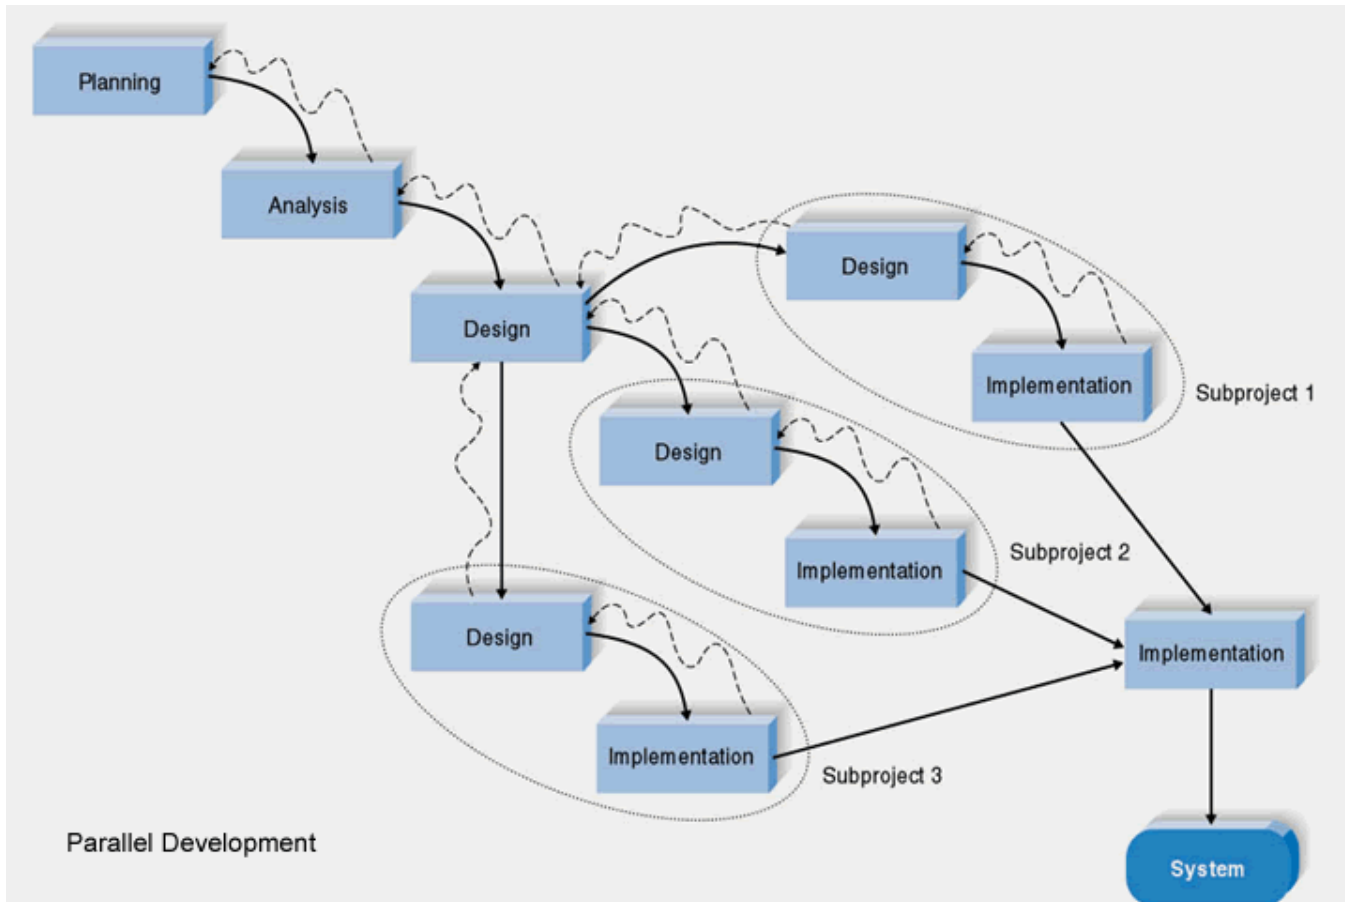 Planning
Analysis
Design
Design
Implementation
Subproject 1
Design
Implementation
Subproject 2
Design
Implementation
Subproject 3
Implementation
System
Parallel Development